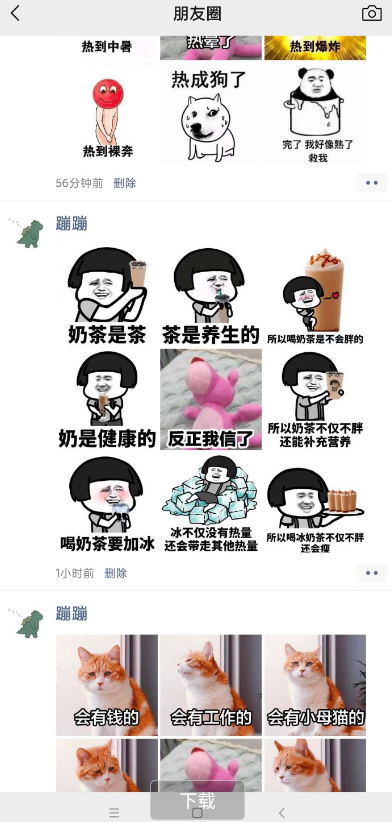 朋友圈
热到中暑
热晕了
热到爆炸
热到裸奔
热成狗了
完了 我好像熟了
救我
56分钟前 删除
蹦蹦
奶茶是茶
茶是养生的
所以喝奶茶是不会胖的
奶是健康的
反正我信了
所以奶茶不仅不胖
还能补充营养
喝奶茶要加冰
冰不仅没有热量
还会带走其他热量
所以喝冰奶茶不仅不胖
还会瘦
1小时前 删除
蹦蹦
会有钱的
会有工作的
会有小母猫的
下载